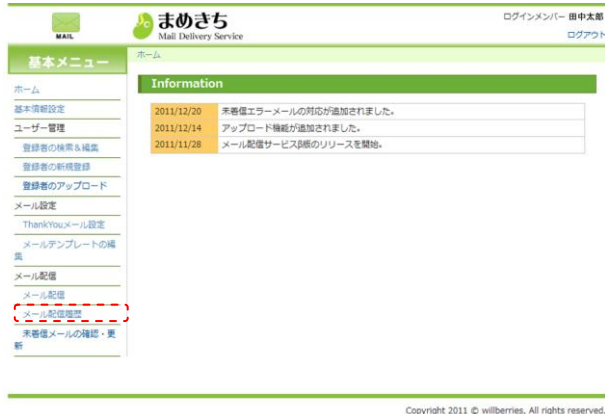 MAIL
まめきち
Mail Delivery Service
ログインメンバー 田中太郎
ログアウト
基本メニュー
ホーム
基本情報設定
ユーザー管理
登録者の検索＆編集
登録者の新規登録
登録者のアップロード
メール設定
ThankYouメール設定
メールテンプレートの編
集
メール配信
メール配信
メール配信履歴
未着信メールの確認・更
新
ホーム
Information
2011/12/20 未着信エラーメールの対応が追加されました。
2011/12/14 アップロード機能が追加されました。
2011/11/28 メール配信サービスβ版のリリースを開始。
Copyright 2011 © willberries. All rights reserved.